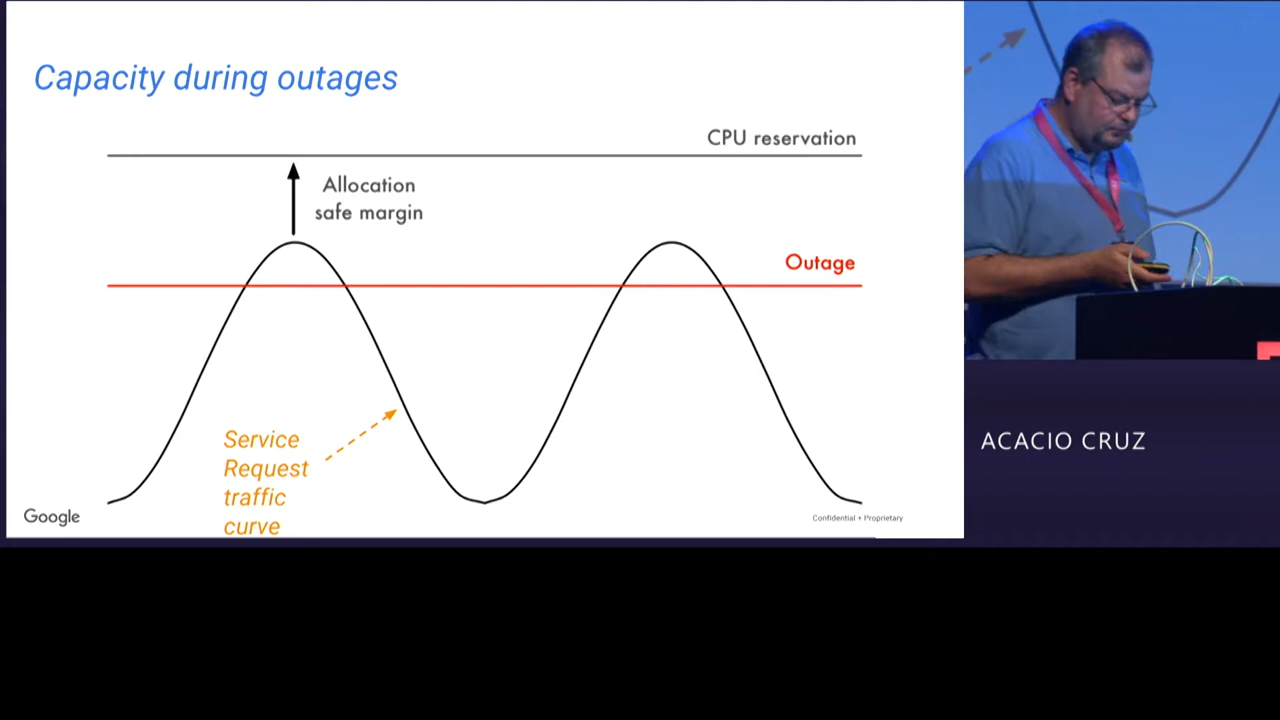 Capacity during outages
CPU reservation
Allocation
safe margin
Outage
Service
Request
traffic
curve
Google
Confidential + Proprietary
ACACIO CRUZ